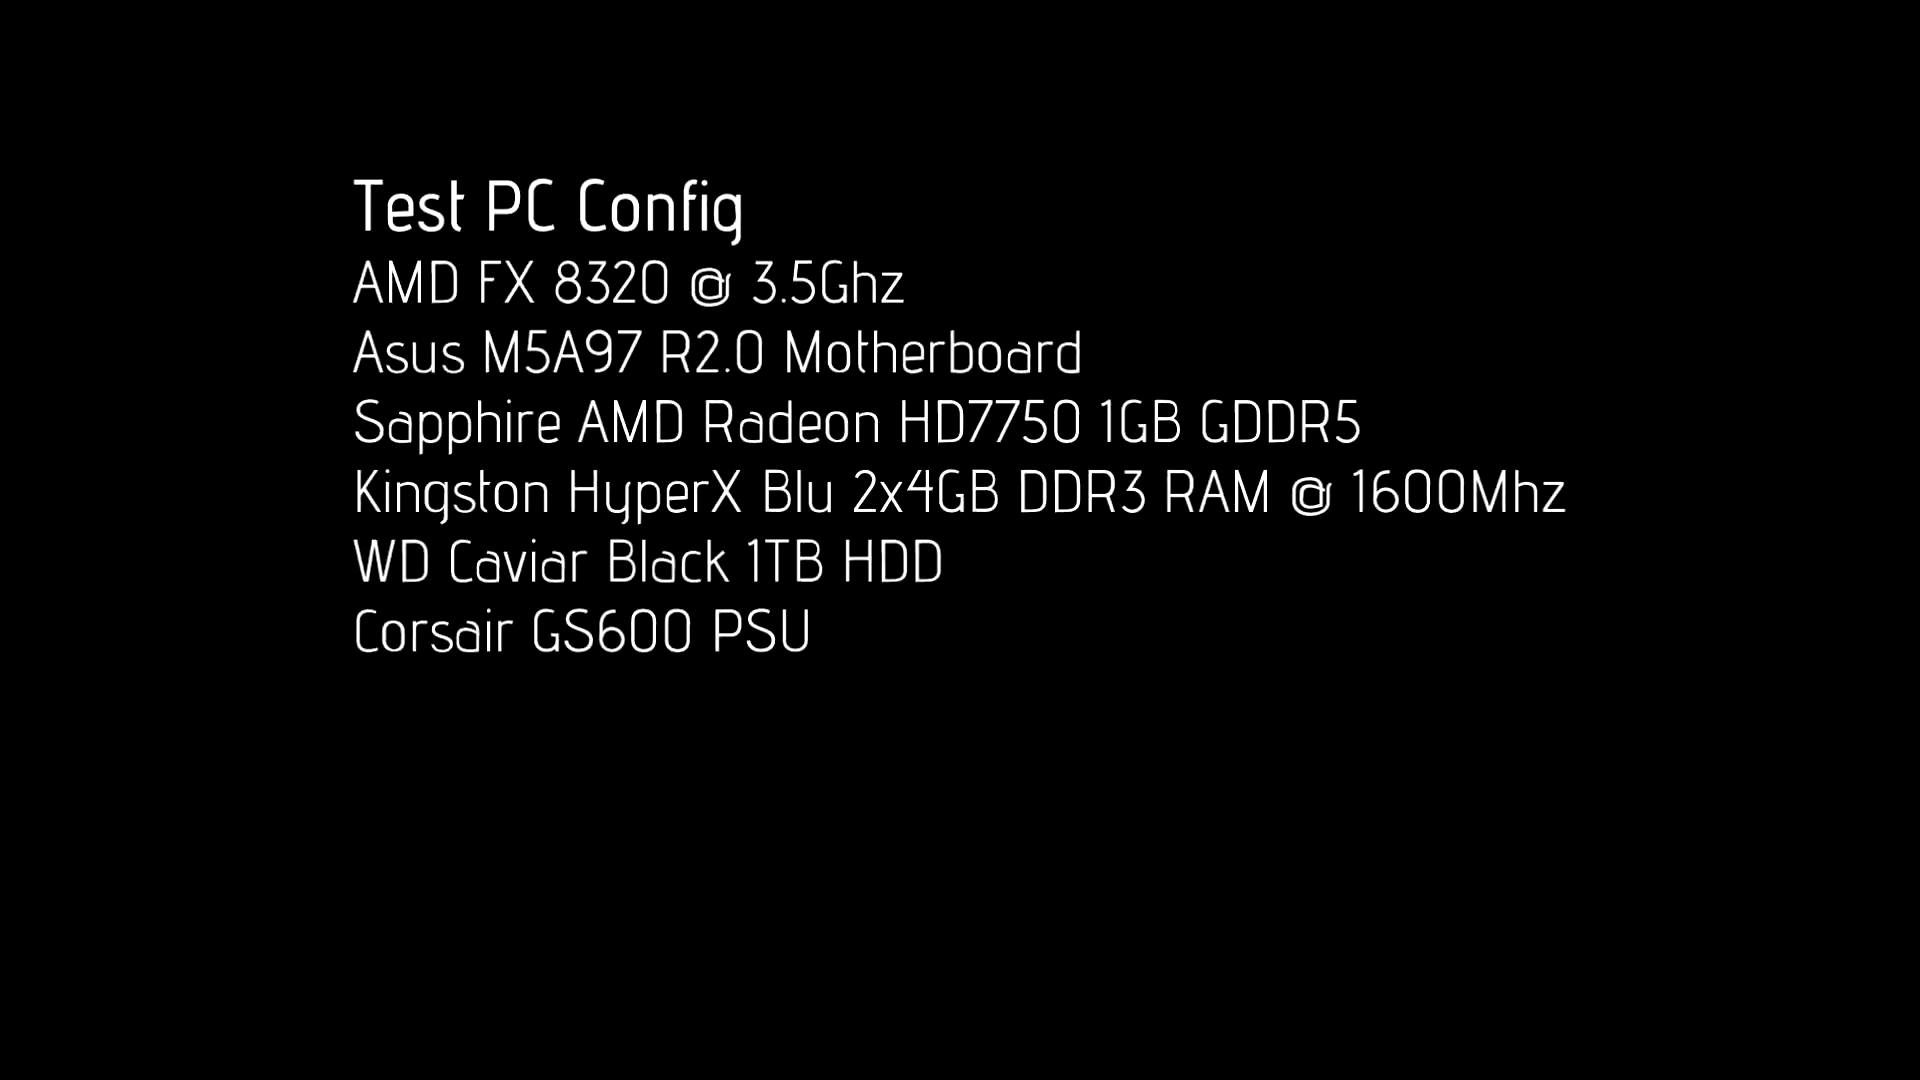 Test PC Config
AMD FX 8320 @ 3.5Ghz
Asus M5A97 R2.0 Motherboard
Sapphire AMD Radeon HD7750 1GB GDDR5
Kingston HyperX Blu 2x4GB DDR3 RAM @ 1600Mhz
WD Caviar Black 1TB HDD
Corsair GS600 PSU